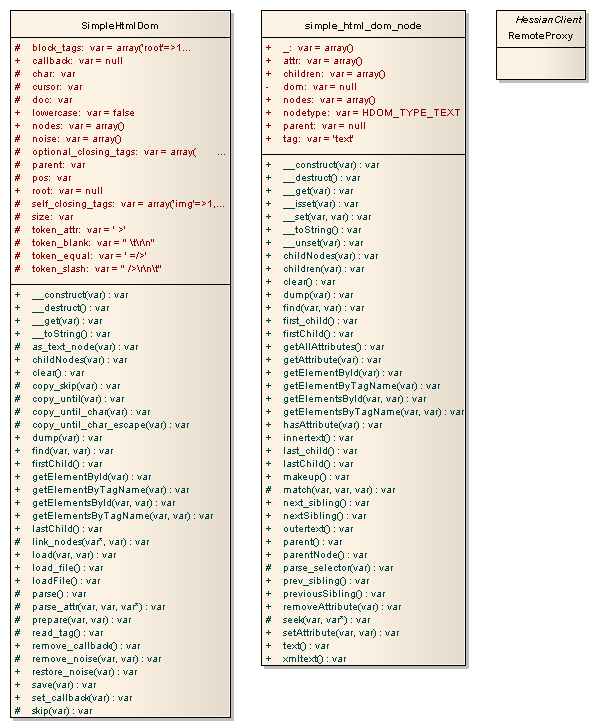 SimpleHtmlDom
# block_tags: var = array('root'=>1...
+ callback: var = null
# char: var
# cursor: var
# doc: var
+ lowercase: var = false
+ nodes: var = array()
# noise: var = array()
# optional_closing_tags: var = array( ...
# parent: var
# pos: var
+ root: var = null
# self_closing_tags: var = array('img'=>1,...
# size: var
# token_attr: var = ' >'
# token_blank: var = " \t\r\n"
# token_equal: var = ' =/>'
# token_slash: var = " />\r\n\t"
+ __construct(var) : var
+ __destruct() : var
+ __get(var) : var
+ __toString() : var
# as_text_node(var) : var
+ childNodes(var) : var
+ clear() : var
# copy_skip(var) : var
# copy_until(var) : var
# copy_until_char(var) : var
# copy_until_char_escape(var) : var
+ dump(var) : var
+ find(var, var) : var
+ firstChild() : var
+ getElementById(var) : var
+ getElementByTagName(var) : var
+ getElementsById(var, var) : var
+ getElementsByTagName(var, var) : var
+ lastChild() : var
# link_nodes(var*, var) : var
+ load(var, var) : var
+ load_file() : var
+ loadFile() : var
# parse() : var
# parse_attr(var, var, var*) : var
# prepare(var, var) : var
# read_tag() : var
+ remove_callback() : var
# remove_noise(var, var) : var
+ restore_noise(var) : var
+ save(var) : var
+ set_callback(var) : var
# skip(var) : var
simple_html_dom_node
+ _: var = array()
+ attr: var = array()
+ children: var = array()
- dom: var = null
+ nodes: var = array()
+ nodetype: var = HDOM_TYPE_TEXT
+ parent: var = null
+ tag: var = 'text'
+ __construct(var) : var
+ __destruct() : var
+ __get(var) : var
+ __isset(var) : var
+ __set(var, var) : var
+ __toString() : var
+ __unset(var) : var
+ childNodes(var) : var
+ children(var) : var
+ clear() : var
+ dump(var) : var
+ find(var, var) : var
+ first_child() : var
+ firstChild() : var
+ getAllAttributes() : var
+ getAttribute(var) : var
+ getElementById(var) : var
+ getElementByTagName(var) : var
+ getElementsById(var, var) : var
+ getElementsByTagName(var, var) : var
+ hasAttribute(var) : var
+ innertext() : var
+ last_child() : var
+ lastChild() : var
+ makeup() : var
# match(var, var, var) : var
+ next_sibling() : var
+ nextSibling() : var
+ outertext() : var
+ parent() : var
+ parentNode() : var
# parse_selector(var) : var
+ prev_sibling() : var
+ previousSibling() : var
+ removeAttribute(var) : var
# seek(var, var*) : var
+ setAttribute(var, var) : var
+ text() : var
+ xmltext() : var
HessianClient
RemoteProxy